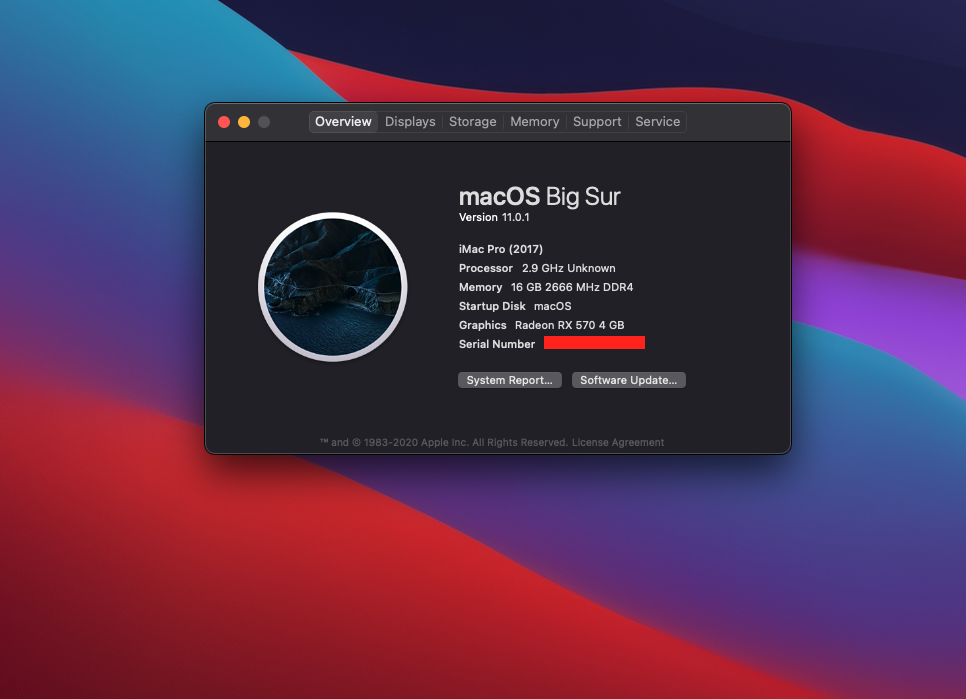 Overview Displays Storage Memory Support Service
macOS Big Sur
Version 11.0.1
iMac Pro (2017)
Processor 2.9 GHz Unknown
Memory 16 GB 2666 MHz DDR4
Startup Disk macOS
Graphics Radeon RX 570 4 GB
Serial Number
System Report... Software Update...
™ and © 1983-2020 Apple Inc. All Rights Reserved. License Agreement